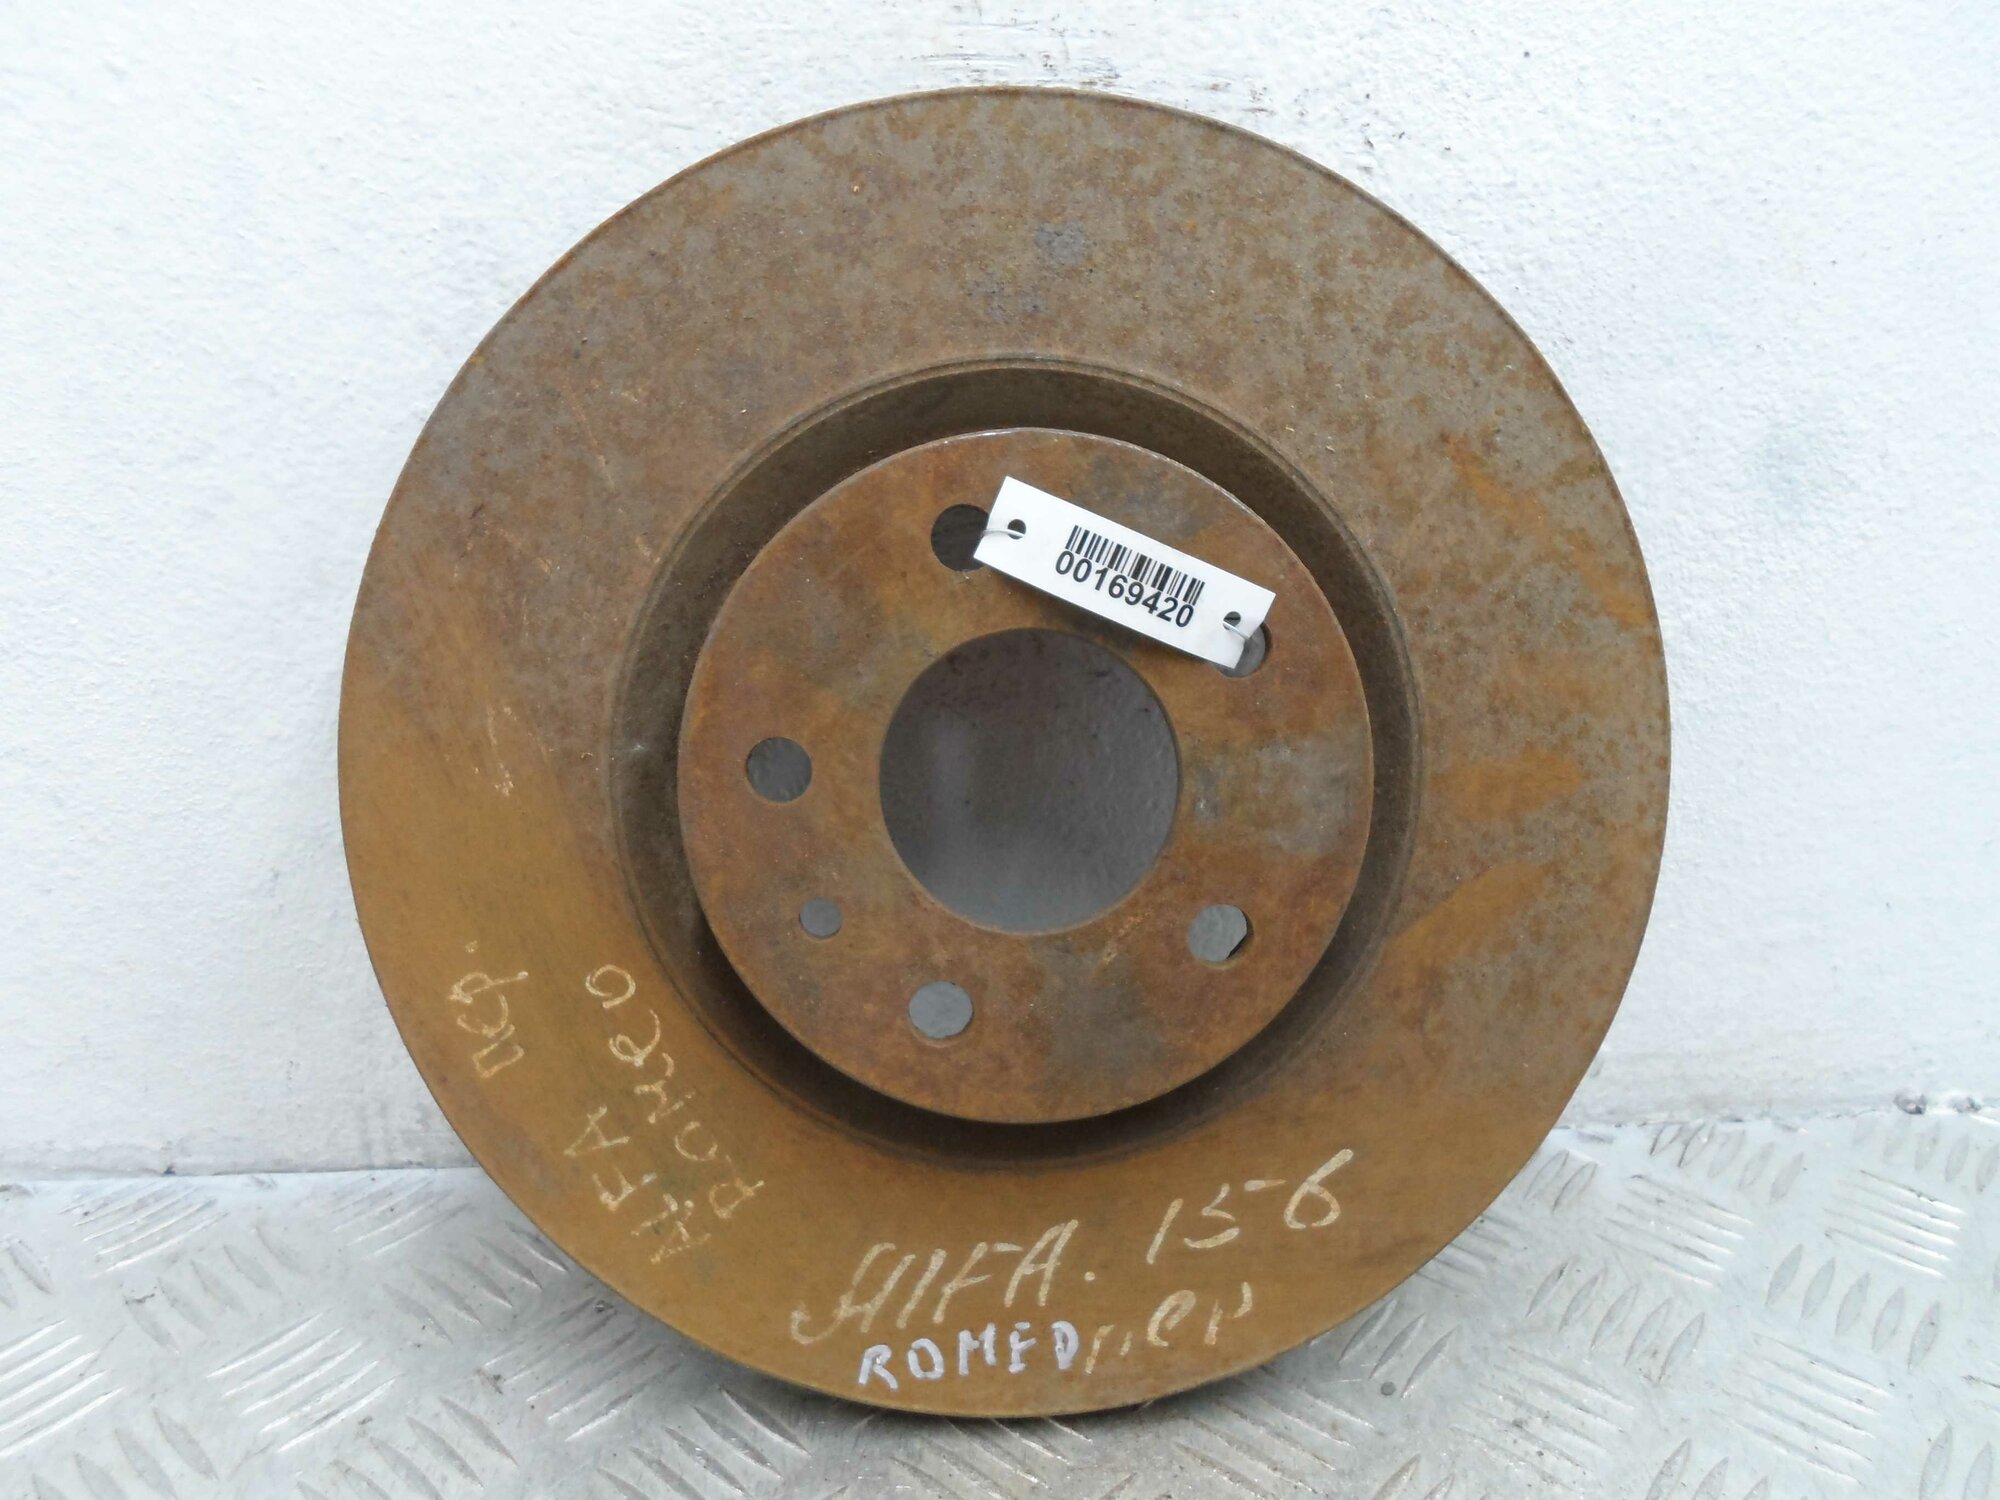 00169420
пер.
ALFA
ROMEO
ALFA. 156
ROMEO пер